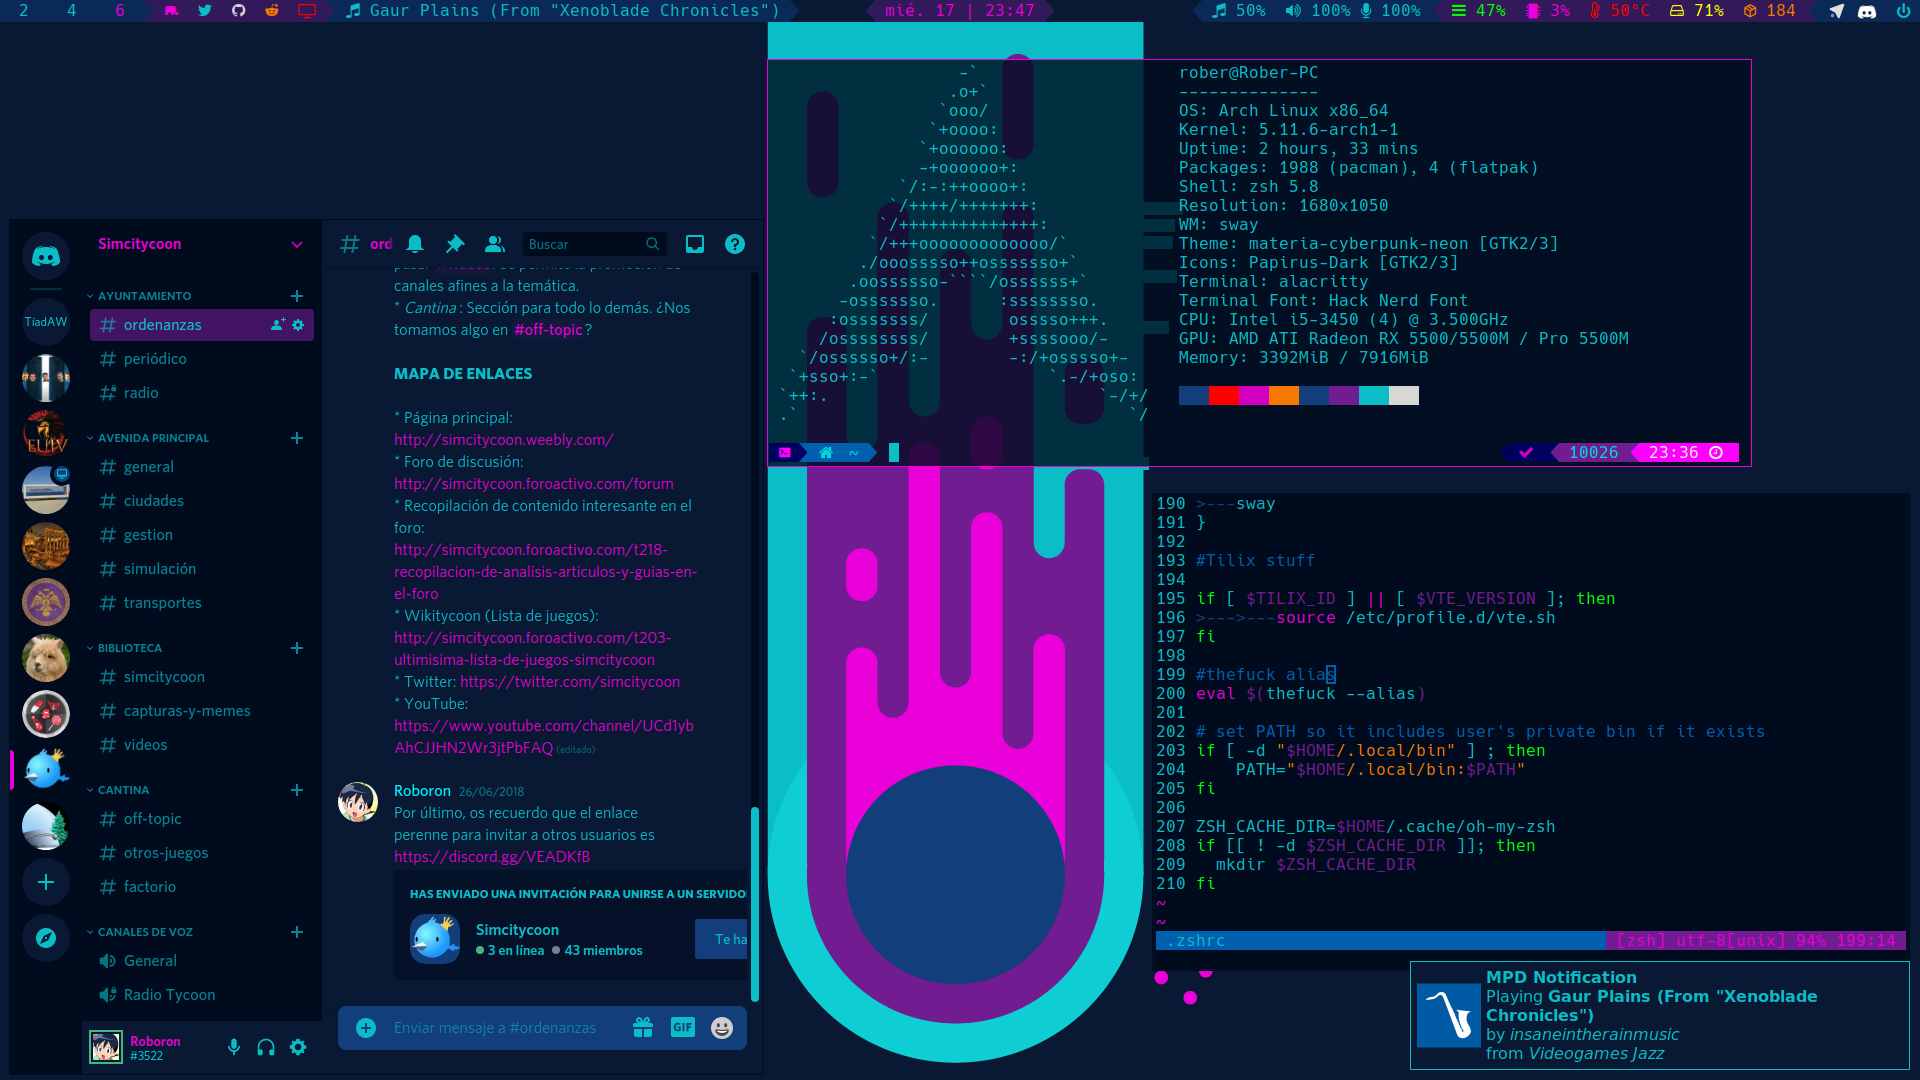 2 4 6 Gaur Plains (From "Xenoblade Chronicles") mié. 17 | 23:47 50% 100% 100% 47% 3% 50°C 71% 184
Simcitycoon
AYUNTAMIENTO
TíadAW
ordenanzas
periódico
radio
AVENIDA PRINCIPAL
general
ciudades
gestion
simulación
transportes
BIBLIOTECA
simcitycoon
capturas-y-memes
videos
CANTINA
off-topic
otros-juegos
factorio
CANALES DE VOZ
General
Radio Tycoon
Roboron
#3522
# ord Buscar
canales afines a la temática.
* Cantina: Sección para todo lo demás. ¿Nos
tomamos algo en #off-topic?
MAPA DE ENLACES
* Página principal:
http://simcitycoon.weebly.com/
* Foro de discusión:
http://simcitycoon.foroactivo.com/forum
* Recopilación de contenido interesante en el
foro:
http://simcitycoon.foroactivo.com/t218-
recopilacion-de-analisis-articulos-y-guias-en-
el-foro
* Wikitycoon (Lista de juegos):
http://simcitycoon.foroactivo.com/t203-
ultimisima-lista-de-juegos-simcitycoon
* Twitter: https://twitter.com/simcitycoon
* YouTube:
https://www.youtube.com/channel/UCd1yb
AhCJJHN2Wr3jtPbFAQ (editado)
Roboron 26/06/2018
Por último, os recuerdo que el enlace
perenne para invitar a otros usuarios es
https://discord.gg/VEADKfB
HAS ENVIADO UNA INVITACIÓN PARA UNIRSE A UN SERVIDO
Simcitycoon
3 en línea 43 miembros
Te ha
Enviar mensaje a #ordenanzas
GIF
rober@Rober-PC
--------------
OS: Arch Linux x86_64
Kernel: 5.11.6-arch1-1
Uptime: 2 hours, 33 mins
Packages: 1988 (pacman), 4 (flatpak)
Shell: zsh 5.8
Resolution: 1680x1050
WM: sway
Theme: materia-cyberpunk-neon [GTK2/3]
Icons: Papirus-Dark [GTK2/3]
Terminal: alacritty
Terminal Font: Hack Nerd Font
CPU: Intel i5-3450 (4) @ 3.500GHz
GPU: AMD ATI Radeon RX 5500/5500M / Pro 5500M
Memory: 3392MiB / 7916MiB
~ 10026 23:36
190 >---sway
191 }
192
193 #Tilix stuff
194
195 if [ $TILIX_ID ] || [ $VTE_VERSION ]; then
196 >--->---source /etc/profile.d/vte.sh
197 fi
198
199 #thefuck alias
200 eval $(thefuck --alias)
201
202 # set PATH so it includes user's private bin if it exists
203 if [ -d "$HOME/.local/bin" ] ; then
204     PATH="$HOME/.local/bin:$PATH"
205 fi
206
207 ZSH_CACHE_DIR=$HOME/.cache/oh-my-zsh
208 if [[ ! -d $ZSH_CACHE_DIR ]]; then
209   mkdir $ZSH_CACHE_DIR
210 fi
~
~
.zshrc [zsh] utf-8[unix] 94% 199:14
MPD Notification
Playing Gaur Plains (From "Xenoblade
Chronicles")
by insaneintherainmusic
from Videogames Jazz